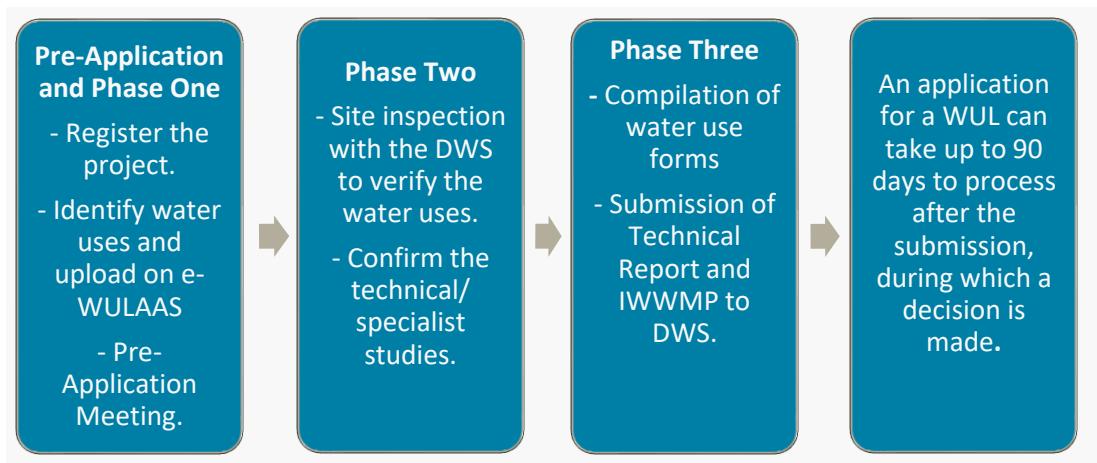 Pre-Application
and Phase One
- Register the
project.
- Identify water
uses and
upload on e-
WULAAS
- Pre-
Application
Meeting.
Phase Two
- Site inspection
with the DWS
to verify the
water uses.
- Confirm the
technical/
specialist
studies.
Phase Three
- Compilation of
water use
forms
- Submission of
Technical
Report and
IWWMP to
DWS.
An application
for a WUL can
take up to 90
days to process
after the
submission,
during which a
decision is
made.